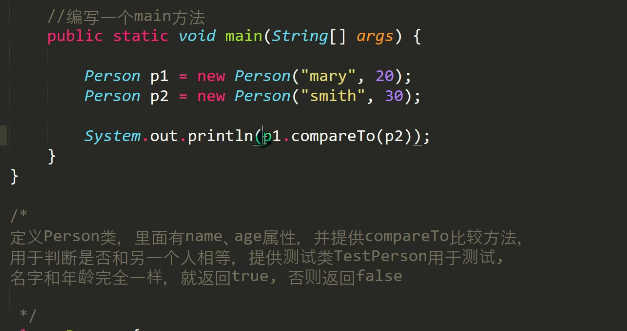 //编写一个main方法
public static void main(String[] args) {
Person p1 = new Person("mary", 20);
Person p2 = new Person("smith", 30);
System.out.println(p1.compareTo(p2));
}
}
/*
定义Person类, 里面有name、age属性, 并提供compareTo比较方法,
用于判断是否和另一个人相等, 提供测试类TestPerson用于测试,
名字和年龄完全一样, 就返回true, 否则返回false
*/